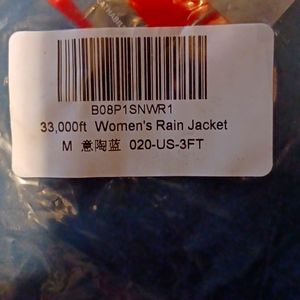 B08P1SNWR1
33,000ft Women's Rain Jacket
M 意陶蓝 020-US-3FT